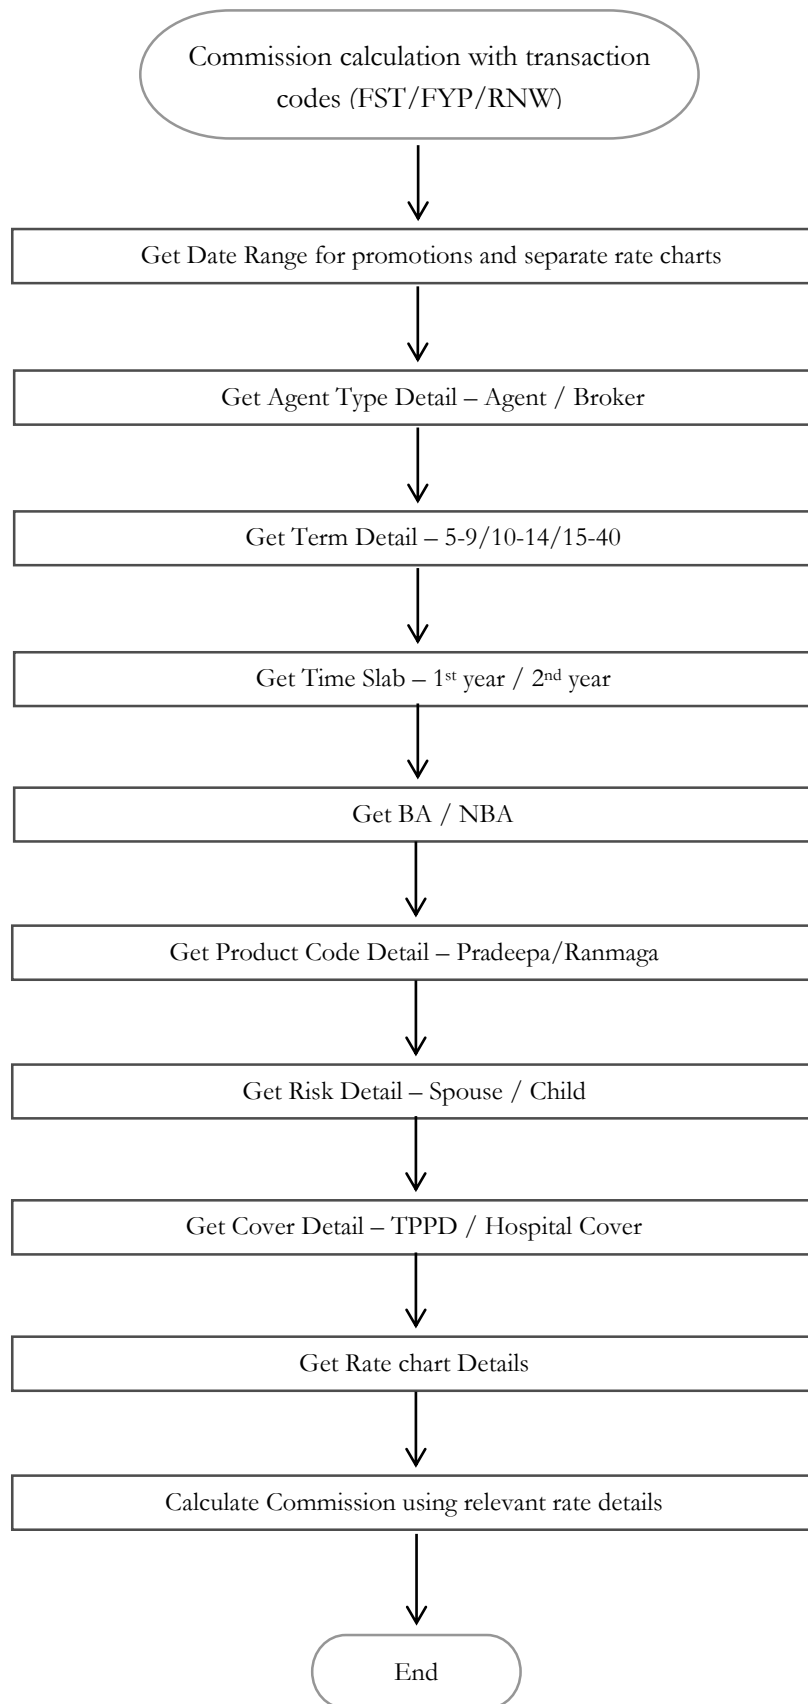 Commission calculation with transaction
codes (FST/FYP/RNW)
Get Date Range for promotions and separate rate charts
Get Agent Type Detail – Agent / Broker
Get Term Detail – 5-9/10-14/15-40
Get Time Slab – 1st year / 2nd year
Get BA / NBA
Get Product Code Detail – Pradeepa/Ranmaga
Get Risk Detail – Spouse / Child
Get Cover Detail – TPPD / Hospital Cover
Get Rate chart Details
Calculate Commission using relevant rate details
End